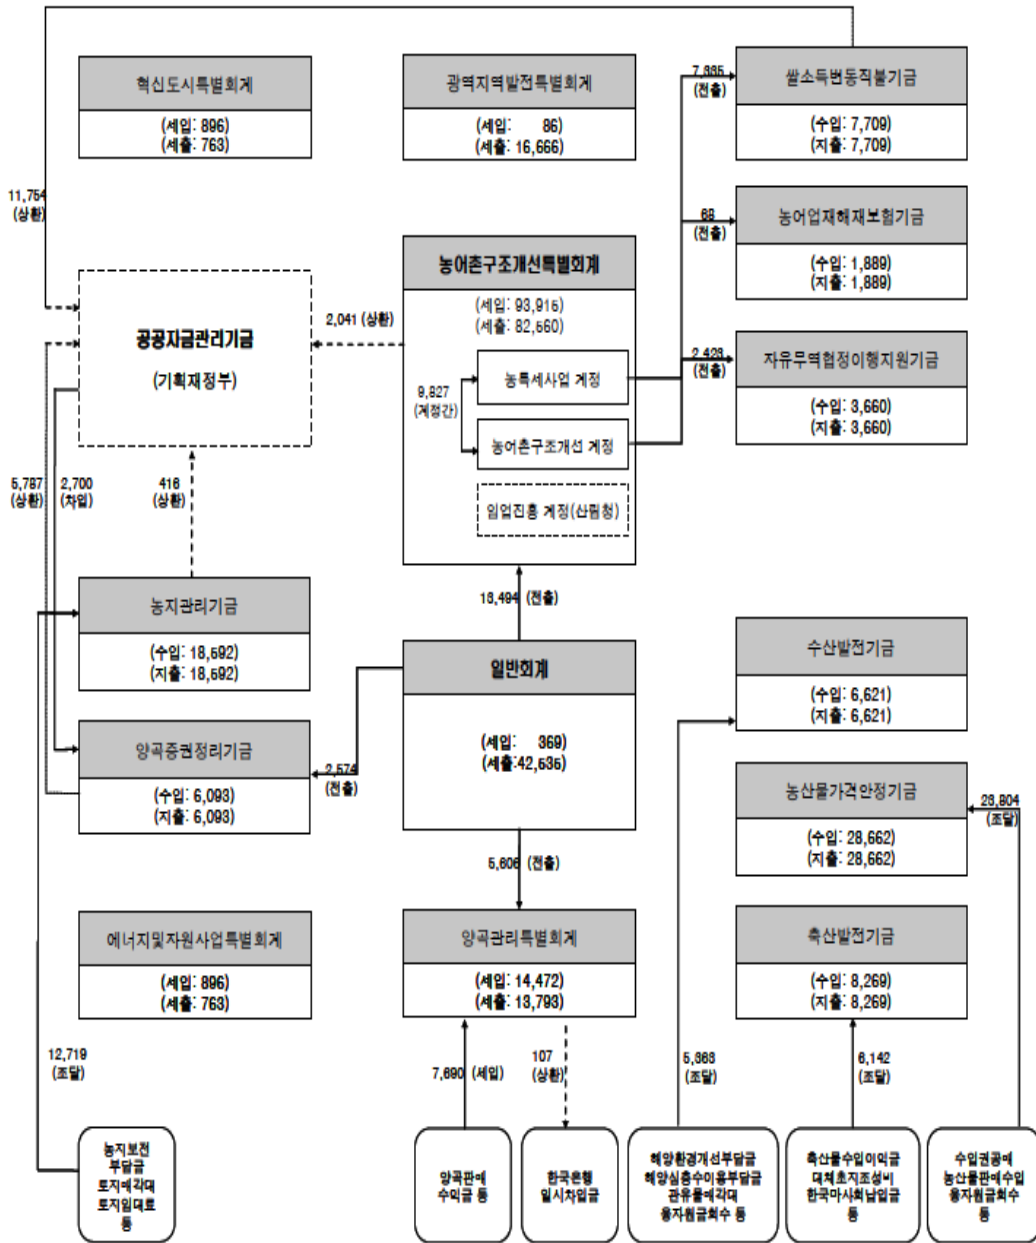 혁신도시특별회계
(세입: 896)
(세출: 763)
광역지역발전특별회계
(세입: 86)
(세출: 16,666)
7,665
(전출)
쌀소득변동직불기금
(수입: 7,709)
(지출: 7,709)
11,754
(상환)
68
(전출)
농어업재해재보험기금
(수입: 1,889)
(지출: 1,889)
공공자금관리기금
(기획재정부)
2,041 (상환)
농어촌구조개선특별회계
(세입: 93,915)
(세출: 82,560)
9,827
(계정간)
농특세사업 계정
농어촌구조개선 계정
임업진흥 계정(산림청)
2,423
(전출)
자유무역협정이행지원기금
(수입: 3,660)
(지출: 3,660)
5,787
(상환)
2,700
(차입)
416
(상환)
농지관리기금
(수입: 18,592)
(지출: 18,592)
13,494 (전출)
일반회계
(세입: 369)
(세출:42,535)
수산발전기금
(수입: 6,621)
(지출: 6,621)
양곡증권정리기금
(수입: 6,093)
(지출: 6,093)
2,574
(전출)
농산물가격안정기금
(수입: 28,662)
(지출: 28,662)
23,804
(조달)
5,606 (전출)
에너지및자원사업특별회계
(세입: 896)
(세출: 763)
양곡관리특별회계
(세입: 14,472)
(세출: 13,793)
축산발전기금
(수입: 8,269)
(지출: 8,269)
12,719
(조달)
7,690 (세입)
107
(상환)
5,363
(조달)
6,142
(조달)
농지보전
부담금
토지매각대
토지임대료
등
양곡판매
수익금 등
한국은행
일시차입금
해양환경개선부담금
해양심층수이용부담금
관유물매각대
융자원금회수 등
축산물수입이익금
대체초지조성비
한국마사회납입금
등
수입권공매
농산물판매수입
융자원금회수
등